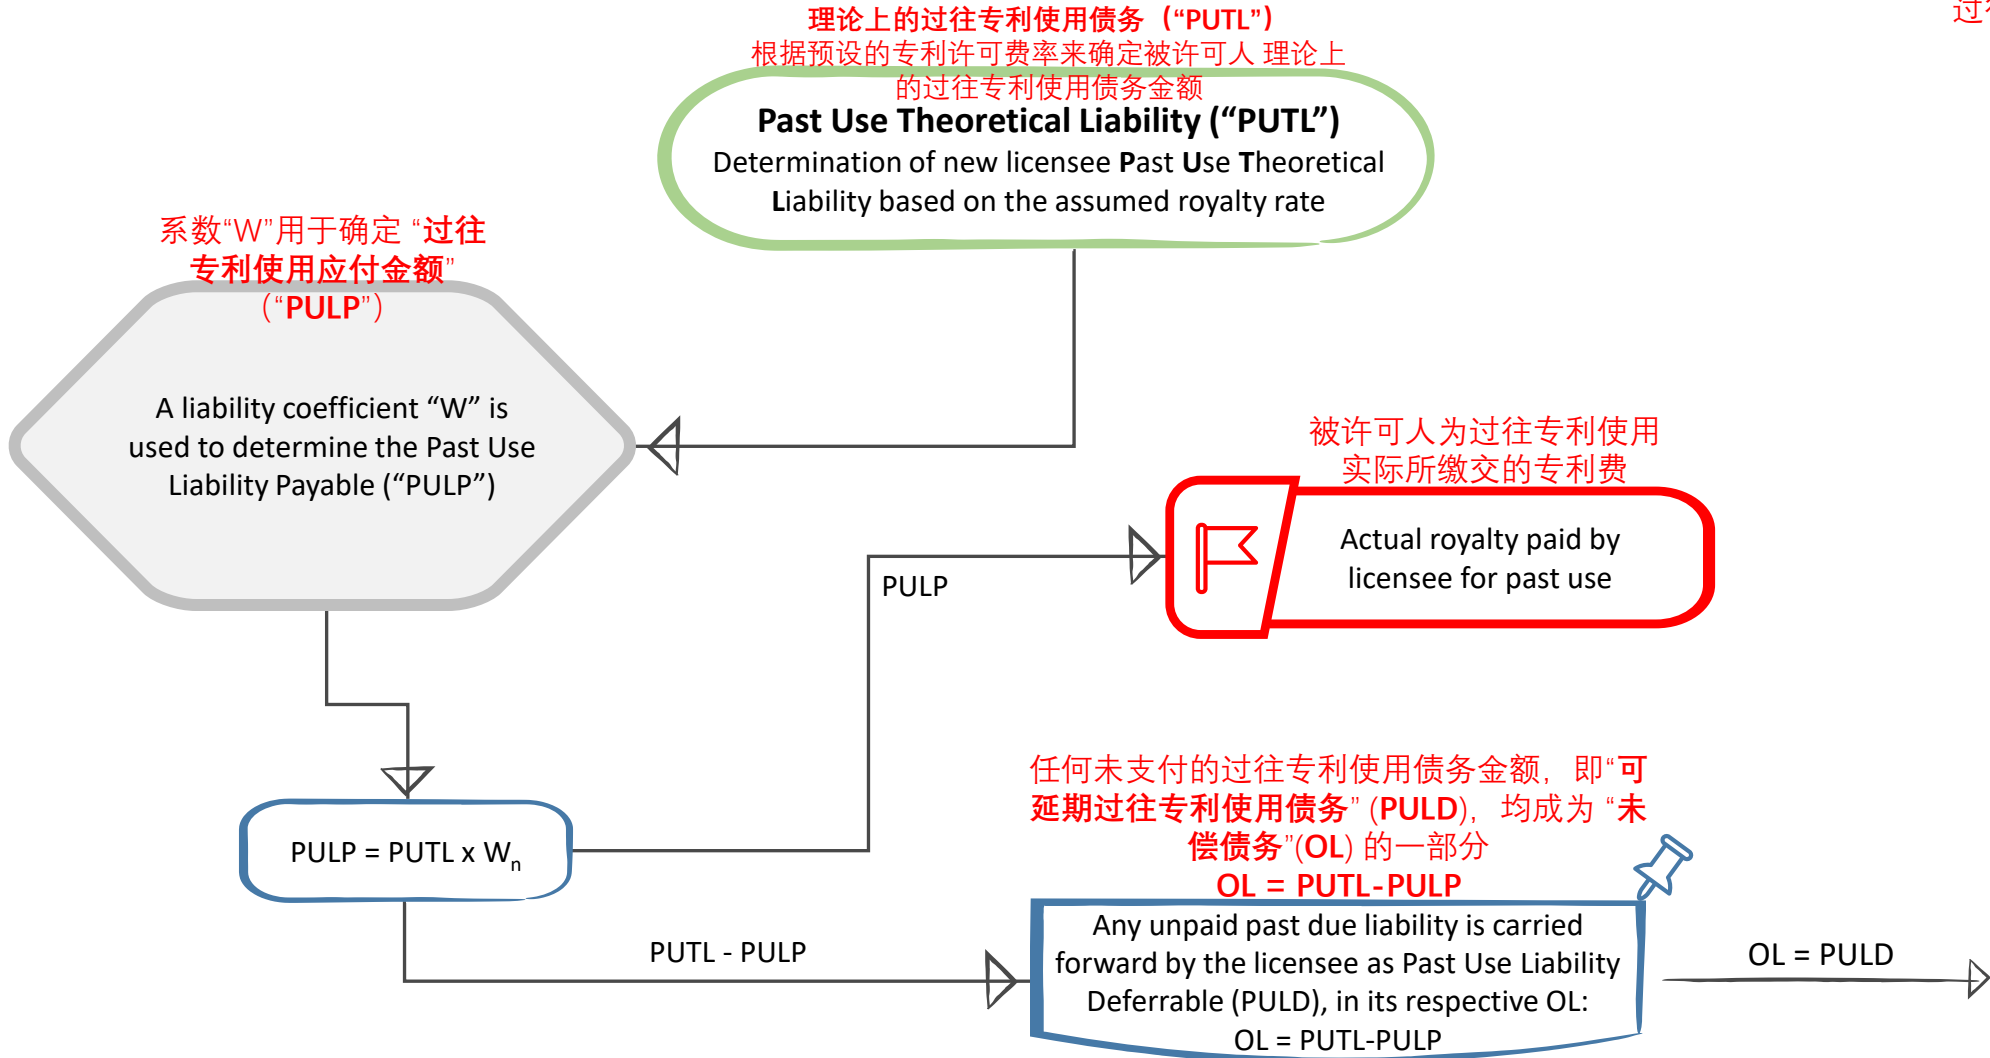 理论上的过往专利使用债务（“PUTL”）
根据预设的专利许可费率来确定被许可人 理论上
的过往专利使用债务金额
Past Use Theoretical Liability (“PUTL”)
Determination of new licensee Past Use Theoretical
Liability based on the assumed royalty rate
系数“W”用于确定 “过往
专利使用应付金额”
（“PULP”）
A liability coefficient “W” is
used to determine the Past Use
Liability Payable (“PULP”)
被许可人为过往专利使用
实际所缴交的专利费
Actual royalty paid by
licensee for past use
PULP
PULP = PUTL x Wn
PUTL - PULP
任何未支付的过往专利使用债务金额，即“可
延期过往专利使用债务” (PULD)，均成为 “未
偿债务”(OL) 的一部分
OL = PUTL-PULP
Any unpaid past due liability is carried
forward by the licensee as Past Use Liability
Deferrable (PULD), in its respective OL:
OL = PUTL-PULP
OL = PULD